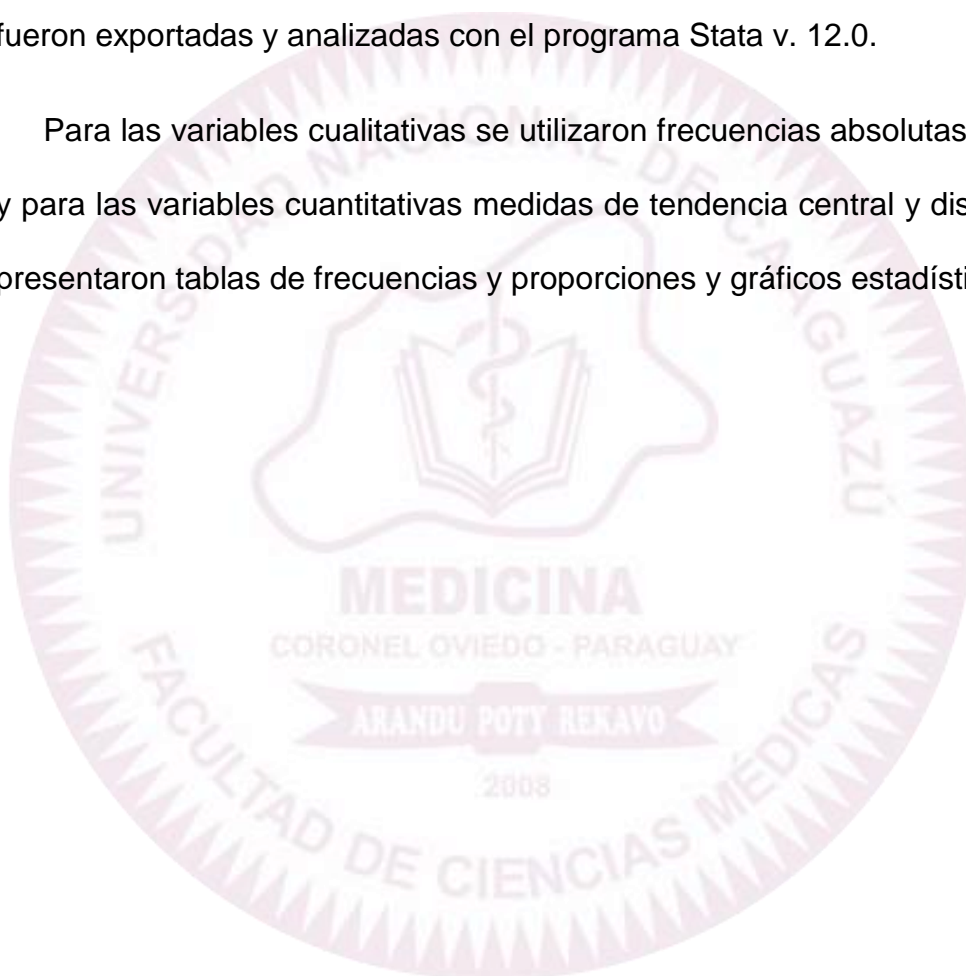 fueron exportadas y analizadas con el programa Stata v. 12.0.
Para las variables cualitativas se utilizaron frecuencias absolutas
y para las variables cuantitativas medidas de tendencia central y dis
presentaron tablas de frecuencias y proporciones y gráficos estadísti
UNIVERSIDAD NACIONAL DE CAAGUAZÚ
MEDICINA
CORONEL OVIEDO - PARAGUAY
ARANDU POTY REKAVO
2008
FACULTAD DE CIENCIAS MÉDICAS